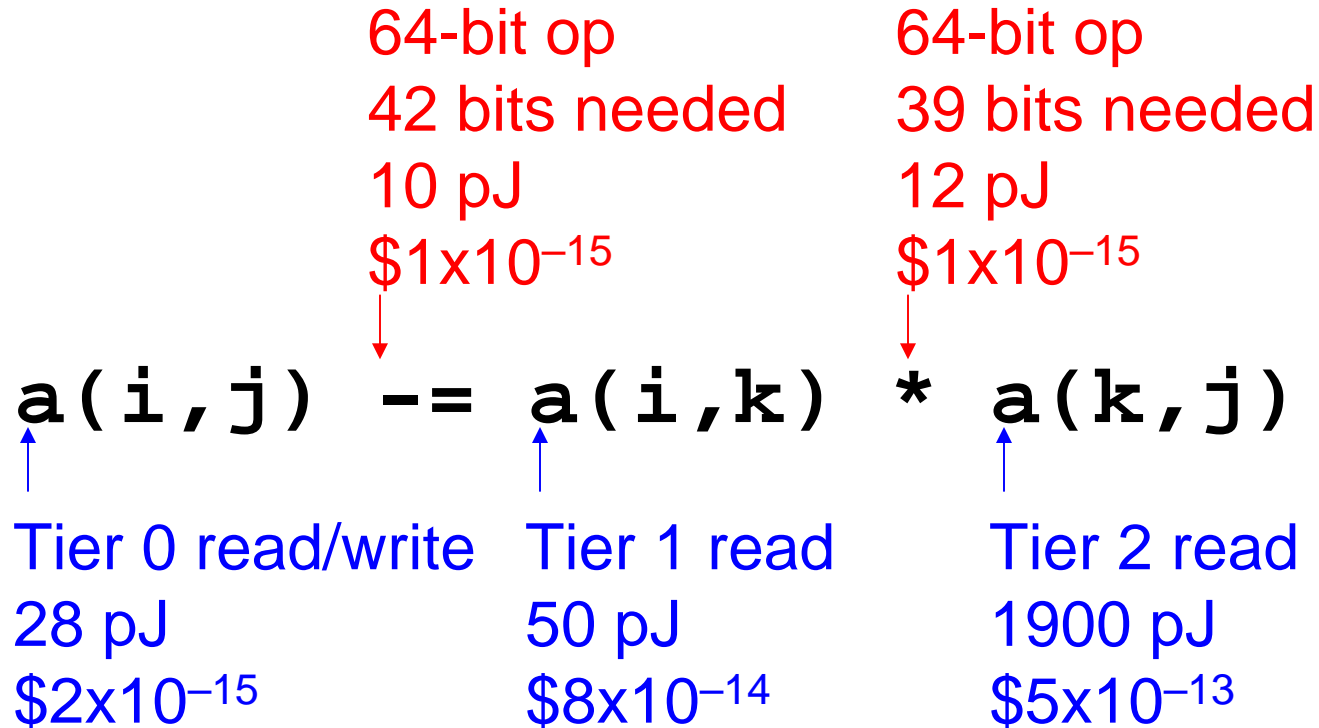 64-bit op
42 bits needed
10 pJ
$1x10⁻¹⁵
64-bit op
39 bits needed
12 pJ
$1x10⁻¹⁵
a(i,j) -= a(i,k) * a(k,j)
Tier 0 read/write
28 pJ
$2x10⁻¹⁵
Tier 1 read
50 pJ
$8x10⁻¹⁴
Tier 2 read
1900 pJ
$5x10⁻¹³